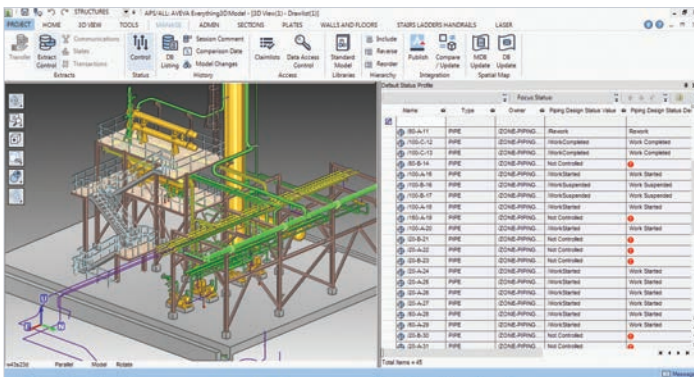 STRUCTURES APS/ALL: AVEVA Everything3D Model - [3D View(1) - Drawlist(1)]
PROJECT HOME 3D VIEW TOOLS MANAGE ADMIN SECTIONS PLATES WALLS AND FLOORS STAIRS LADDERS HANDRAILS LASER
Transfer Extract Control Communications States Transactions Control DB Listing Session Comment Comparison Date Model Changes Claimlists Data Access Control Standard Model Include Reverse Reorder Publish Compare / Update MDB Update DB Update
Extracts Status History Access Libraries Hierarchy Integration Spatial Map
Default Status Profile
Focus Status
Name Type Owner Piping Design Status Value Piping Design Status De
PIPE /ZONE-PIPING... /Rework Rework
/100-C-12 PIPE /ZONE-PIPING... /WorkCompleted Work Completed
/100-C-13 PIPE /ZONE-PIPING... /WorkCompleted Work Completed
PIPE /ZONE-PIPING... Not Controlled
/100-A-15 PIPE /ZONE-PIPING... /WorkStarted Work Started
/100-B-16 PIPE /ZONE-PIPING... /WorkSuspended Work Suspended
/100-B-17 PIPE /ZONE-PIPING... /WorkSuspended Work Suspended
/100-A-18 PIPE /ZONE-PIPING... /WorkStarted Work Started
/150-A-19 PIPE /ZONE-PIPING... Not Controlled
/100-A-20 PIPE /ZONE-PIPING... /WorkStarted Work Started
/20-B-21 PIPE /ZONE-PIPING... Not Controlled
/20-A-22 PIPE /ZONE-PIPING... Not Controlled
/20-B-23 PIPE /ZONE-PIPING... Not Controlled
/20-A-24 PIPE /ZONE-PIPING... /WorkStarted Work Started
/20-A-25 PIPE /ZONE-PIPING... /WorkStarted Work Started
/20-A-26 PIPE /ZONE-PIPING... /WorkStarted Work Started
/20-A-27 PIPE /ZONE-PIPING... /WorkStarted Work Started
PIPE /ZONE-PIPING... /WorkStarted Work Started
PIPE /ZONE-PIPING... /WorkStarted Work Started
/20-B-30 PIPE /ZONE-PIPING... Not Controlled
/20-A-31 PIPE /ZONE-PIPING... Not Controlled
Total Items = 45
Parallel Model Rotate